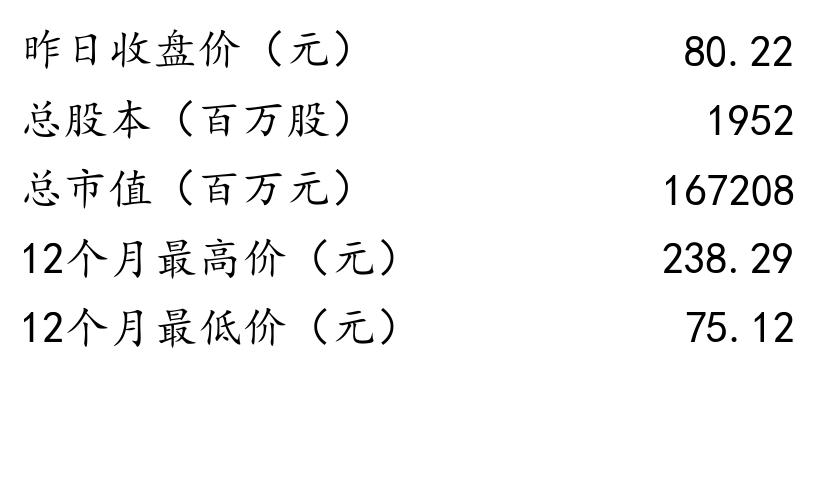 昨日收盘价（元） 80.22
总股本（百万股） 1952
总市值（百万元） 167208
12个月最高价（元） 238.29
12个月最低价（元） 75.12